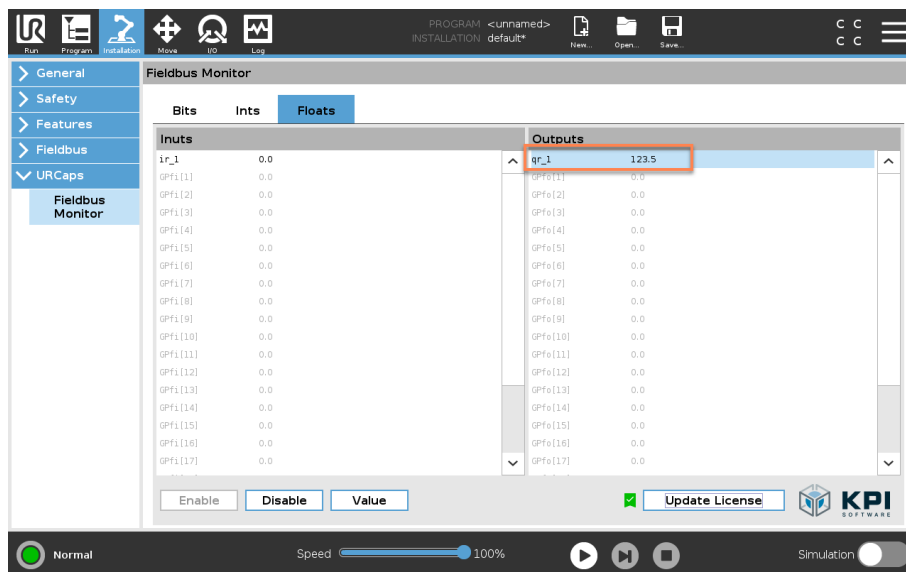 PROGRAM <unnamed>
INSTALLATION default*
Run Program Installation Move I/O Log New... Open... Save...
C C
C C
General
Safety
Features
Fieldbus
URCaps
Fieldbus
Monitor
Fieldbus Monitor
Bits Ints Floats
Inuts Outputs
ir_1 0.0 qr_1 123.5
GPfi[1] 0.0 GPfo[1] 0.0
GPfi[2] 0.0 GPfo[2] 0.0
GPfi[3] 0.0 GPfo[3] 0.0
GPfi[4] 0.0 GPfo[4] 0.0
GPfi[5] 0.0 GPfo[5] 0.0
GPfi[6] 0.0 GPfo[6] 0.0
GPfi[7] 0.0 GPfo[7] 0.0
GPfi[8] 0.0 GPfo[8] 0.0
GPfi[9] 0.0 GPfo[9] 0.0
GPfi[10] 0.0 GPfo[10] 0.0
GPfi[11] 0.0 GPfo[11] 0.0
GPfi[12] 0.0 GPfo[12] 0.0
GPfi[13] 0.0 GPfo[13] 0.0
GPfi[14] 0.0 GPfo[14] 0.0
GPfi[15] 0.0 GPfo[15] 0.0
GPfi[16] 0.0 GPfo[16] 0.0
GPfi[17] 0.0 GPfo[17] 0.0
Enable Disable Value Update License
KPI
SOFTWARE
Normal Speed 100% Simulation